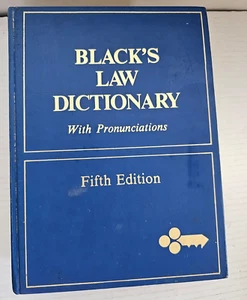 BLACK'S
LAW
DICTIONARY
With Pronunciations
Fifth Edition